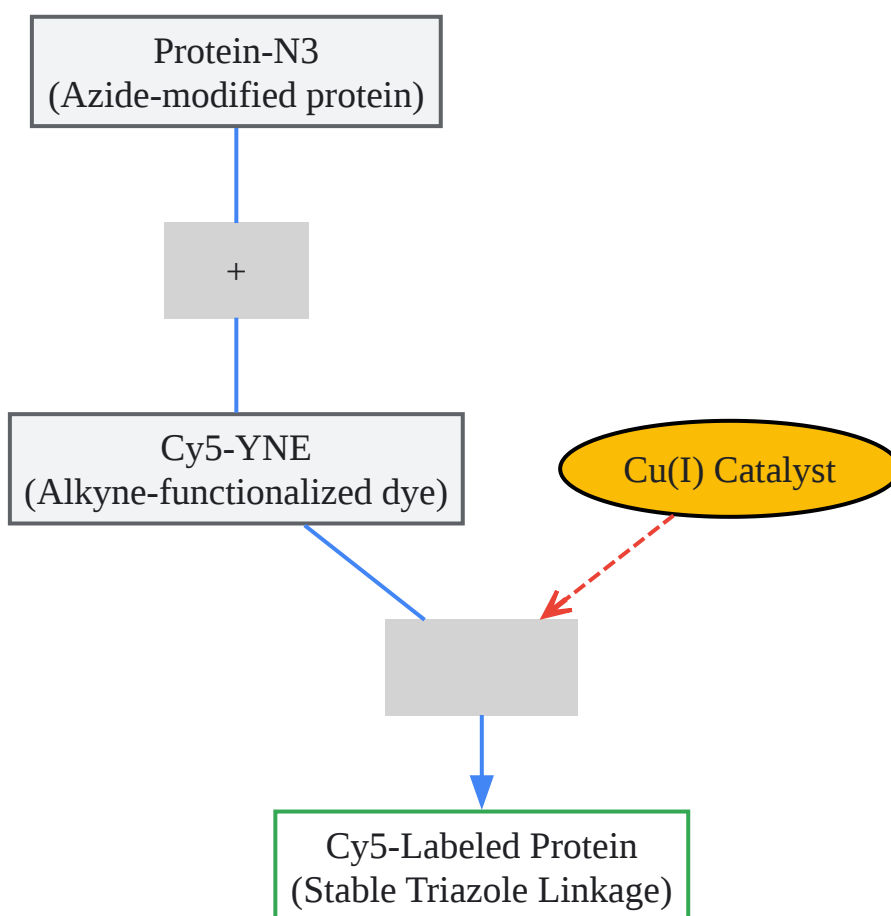 Protein-N3
(Azide-modified protein)
+
Cy5-YNE
(Alkyne-functionalized dye)
Cu(I) Catalyst
Cy5-Labeled Protein
(Stable Triazole Linkage)